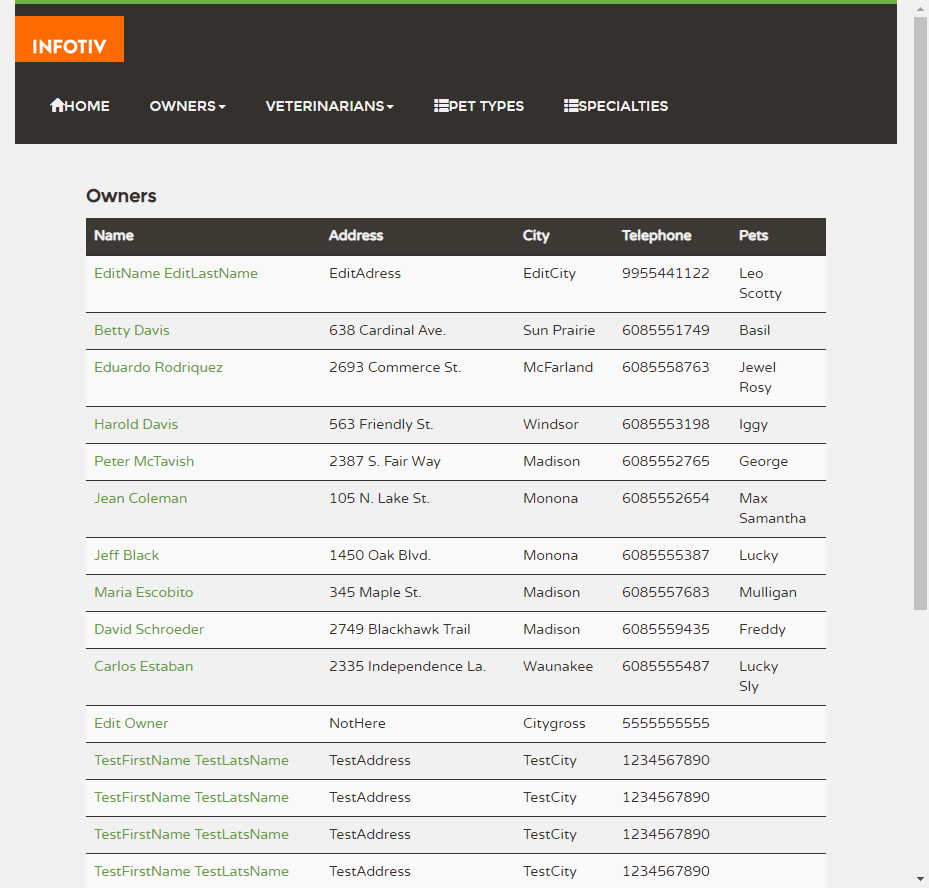 INFOTIV
HOME OWNERS VETERINARIANS PET TYPES SPECIALTIES
Owners
Name Address City Telephone Pets
EditName EditLastName EditAdress EditCity 9955441122 Leo
Scotty
Betty Davis 638 Cardinal Ave. Sun Prairie 6085551749 Basil
Eduardo Rodriquez 2693 Commerce St. McFarland 6085558763 Jewel
Rosy
Harold Davis 563 Friendly St. Windsor 6085553198 Iggy
Peter McTavish 2387 S. Fair Way Madison 6085552765 George
Jean Coleman 105 N. Lake St. Monona 6085552654 Max
Samantha
Jeff Black 1450 Oak Blvd. Monona 6085555387 Lucky
Maria Escobito 345 Maple St. Madison 6085557683 Mulligan
David Schroeder 2749 Blackhawk Trail Madison 6085559435 Freddy
Carlos Estaban 2335 Independence La. Waunakee 6085555487 Lucky
Sly
Edit Owner NotHere Citygross 5555555555
TestFirstName TestLatsName TestAddress TestCity 1234567890
TestFirstName TestLatsName TestAddress TestCity 1234567890
TestFirstName TestLatsName TestAddress TestCity 1234567890
TestFirstName TestLatsName TestAddress TestCity 1234567890